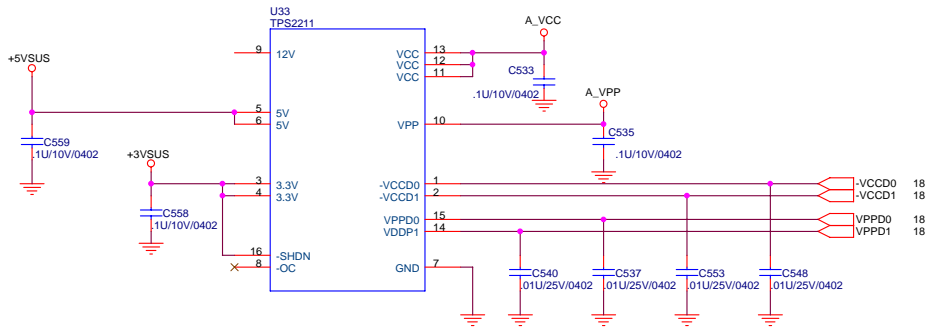 U33
TPS2211
A_VCC
9 12V
VCC 13
VCC 12
VCC 11
C533
.1U/10V/0402
+5VSUS
A_VPP
5 5V
6 5V
VPP 10
C559
.1U/10V/0402
C535
.1U/10V/0402
+3VSUS
3 3.3V
4 3.3V
-VCCD0 1
-VCCD1 2
-VCCD0 18
-VCCD1 18
C558
.1U/10V/0402
VPPD0 15
VDDP1 14
VPPD0 18
VPPD1 18
16 -SHDN
8 -OC
GND 7
C540
.01U/25V/0402
C537
.01U/25V/0402
C553
.01U/25V/0402
C548
.01U/25V/0402